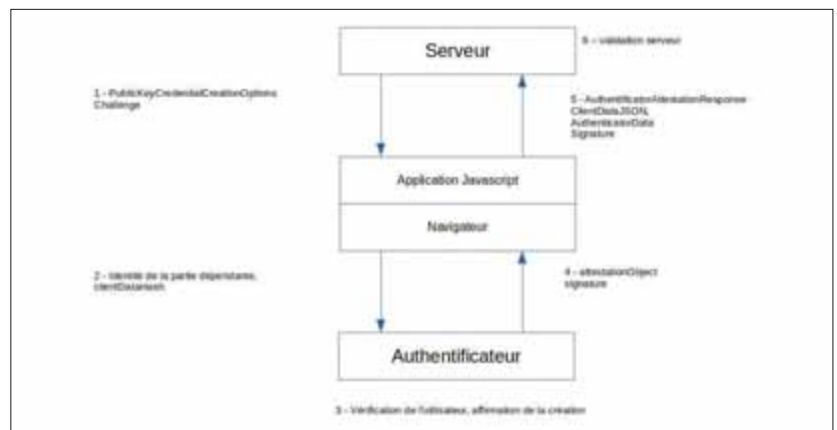 Serveur
6 – validation serveur
1 - PublicKeyCredentialCreationOptions
Challenge
5 - AuthentificatorAttestationResponse
ClientDataJSON,
AuthenticatorData
Signature
Application Javascript
Navigateur
2 - Identité de la partie dépendante,
clientDataHash
4 - attestationObject
signature
Authentificateur
3 - Vérification de l'utilisateur, affirmation de la création